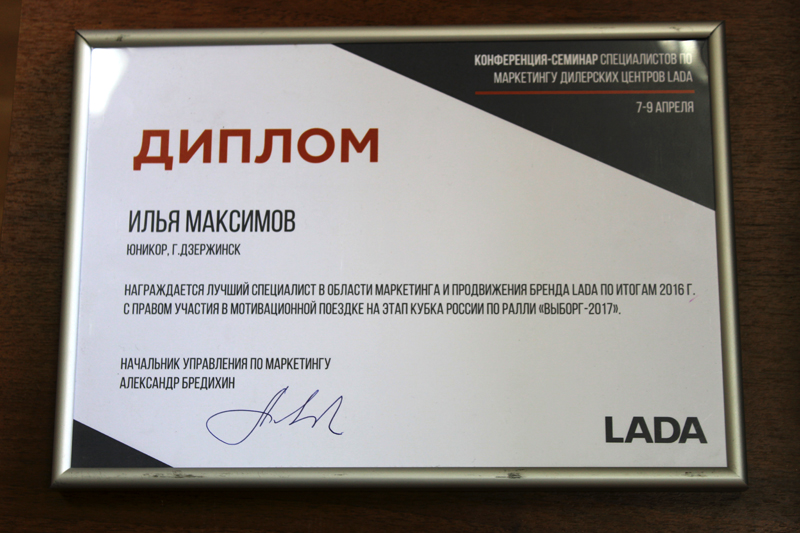 КОНФЕРЕНЦИЯ-СЕМИНАР СПЕЦИАЛИСТОВ ПО
МАРКЕТИНГУ ДИЛЕРСКИХ ЦЕНТРОВ LADA
7-9 АПРЕЛЯ
ДИПЛОМ
ИЛЬЯ МАКСИМОВ
ЮНИКОР, Г.ДЗЕРЖИНСК
НАГРАЖДАЕТСЯ ЛУЧШИЙ СПЕЦИАЛИСТ В ОБЛАСТИ МАРКЕТИНГА И ПРОДВИЖЕНИЯ БРЕНДА LADA ПО ИТОГАМ 2016 Г.
С ПРАВОМ УЧАСТИЯ В МОТИВАЦИОННОЙ ПОЕЗДКЕ НА ЭТАП КУБКА РОССИИ ПО РАЛЛИ «ВЫБОРГ-2017».
НАЧАЛЬНИК УПРАВЛЕНИЯ ПО МАРКЕТИНГУ
АЛЕКСАНДР БРЕДИХИН
LADA